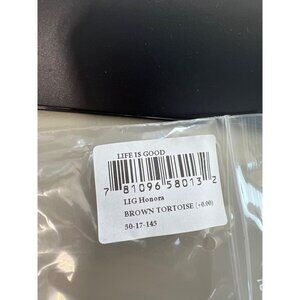 LIFE IS GOOD
7 81096 58013 2
LIG Honora
BROWN TORTOISE (+0.00)
50-17-145